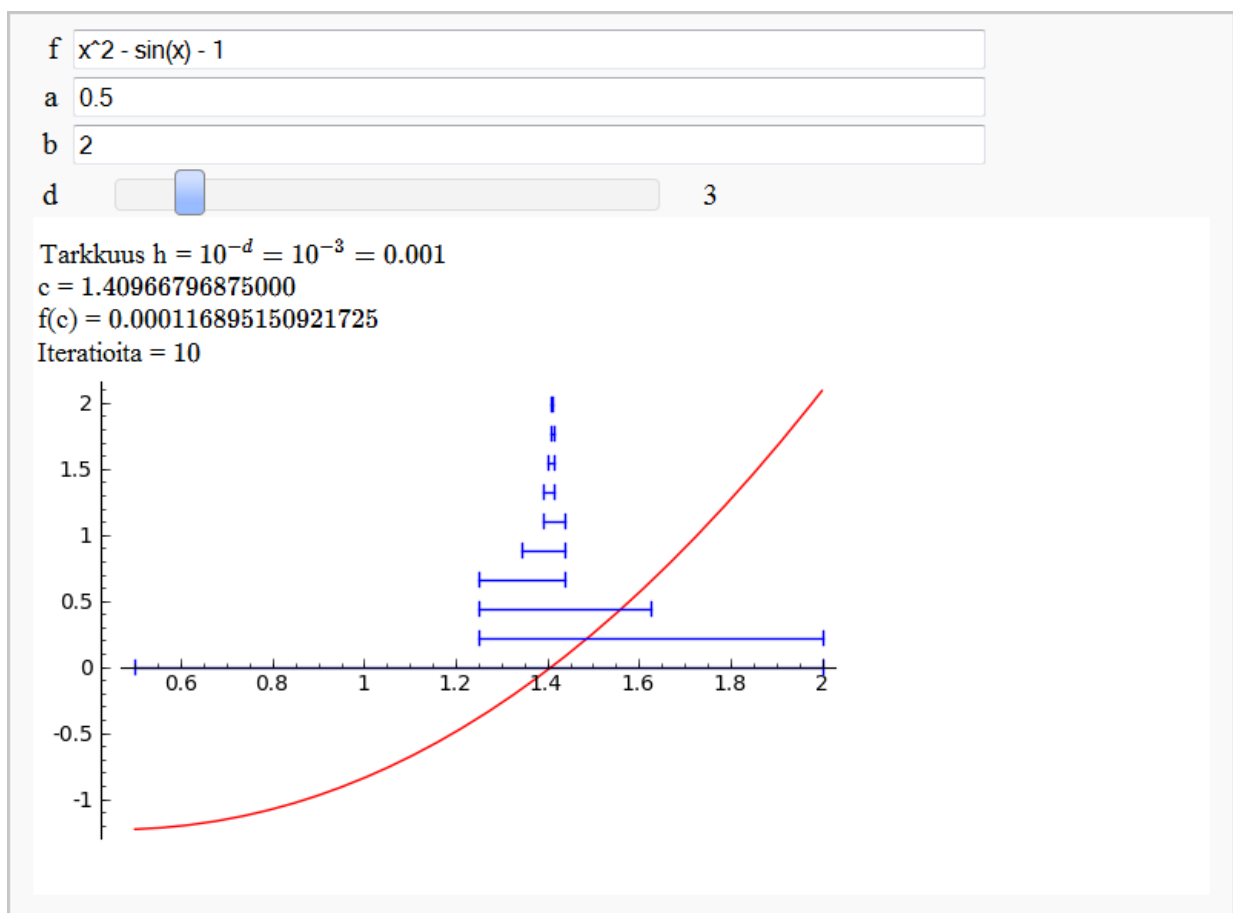 f x^2 - sin(x) - 1
a 0.5
b 2
d 3
Tarkkuus h = 10^{-d} = 10^{-3} = 0.001
c = 1.40966796875000
f(c) = 0.000116895150921725
Iteratioita = 10
2
1.5
1
0.5
0
-0.5
-1
0.6 0.8 1 1.2 1.4 1.6 1.8 2